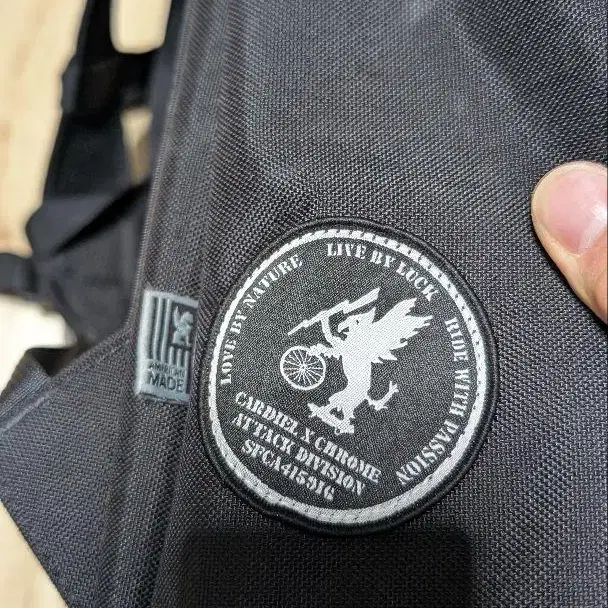 LOVE BY NATURE
LIVE BY LUCK
RIDE WITH PASSION
CARDIEL X CHROME
ATTACK DIVISION
SFCA415916
AMERICAN
MADE